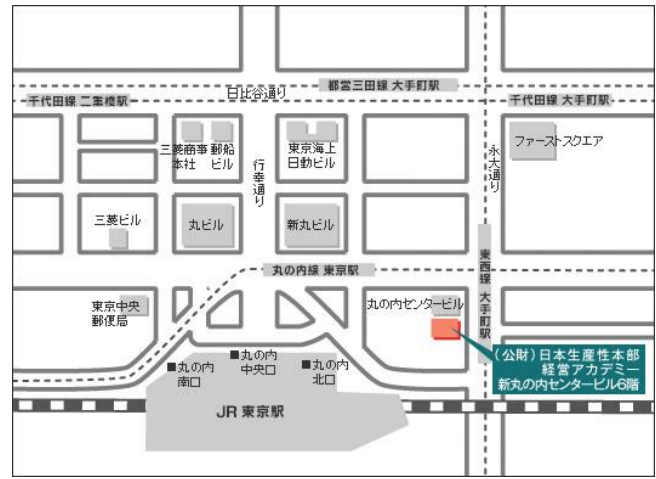 都営三田線 大手町駅
日比谷通り
千代田線 二重橋駅
千代田線 大手町駅
三菱商事
本社
郵船
ビル
行幸通り
東京海上
日動ビル
永大通り
ファーストスクエア
三菱ビル
丸ビル
新丸ビル
東西線 大手町駅
丸の内線 東京駅
東京中央
郵便局
丸の内センタービル
■丸の内
南口
■丸の内
中央口
■丸の内
北口
(公財)日本生産性本部
経営アカデミー
新丸の内センタービル6階
JR 東京駅